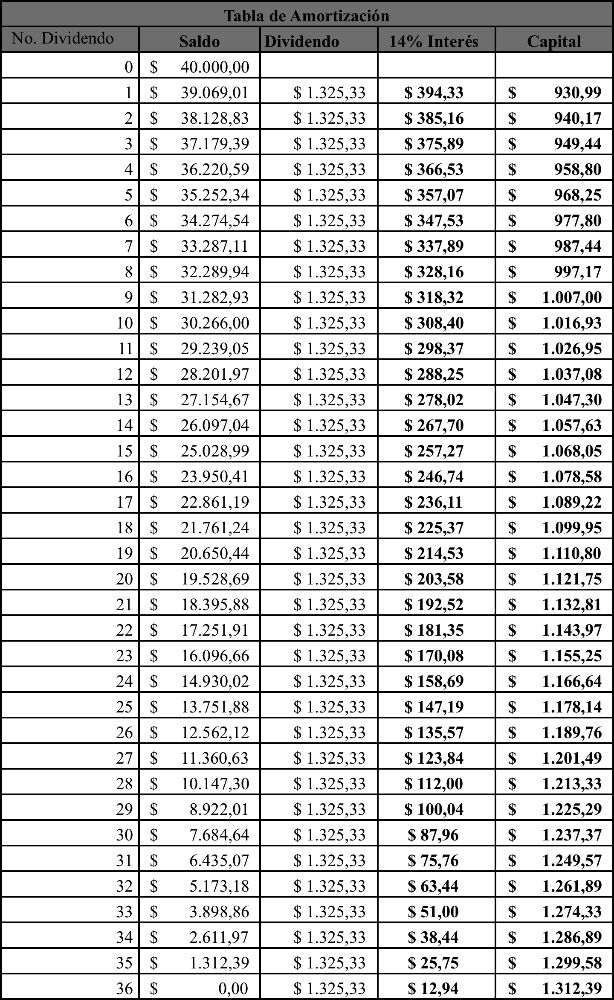 Tabla de Amortización
No. Dividendo Saldo Dividendo 14% Interés Capital
0 $ 40.000,00
1 $ 39.069,01 $ 1.325,33 $ 394,33 $ 930,99
2 $ 38.128,83 $ 1.325,33 $ 385,16 $ 940,17
3 $ 37.179,39 $ 1.325,33 $ 375,89 $ 949,44
4 $ 36.220,59 $ 1.325,33 $ 366,53 $ 958,80
5 $ 35.252,34 $ 1.325,33 $ 357,07 $ 968,25
6 $ 34.274,54 $ 1.325,33 $ 347,53 $ 977,80
7 $ 33.287,11 $ 1.325,33 $ 337,89 $ 987,44
8 $ 32.289,94 $ 1.325,33 $ 328,16 $ 997,17
9 $ 31.282,93 $ 1.325,33 $ 318,32 $ 1.007,00
10 $ 30.266,00 $ 1.325,33 $ 308,40 $ 1.016,93
11 $ 29.239,05 $ 1.325,33 $ 298,37 $ 1.026,95
12 $ 28.201,97 $ 1.325,33 $ 288,25 $ 1.037,08
13 $ 27.154,67 $ 1.325,33 $ 278,02 $ 1.047,30
14 $ 26.097,04 $ 1.325,33 $ 267,70 $ 1.057,63
15 $ 25.028,99 $ 1.325,33 $ 257,27 $ 1.068,05
16 $ 23.950,41 $ 1.325,33 $ 246,74 $ 1.078,58
17 $ 22.861,19 $ 1.325,33 $ 236,11 $ 1.089,22
18 $ 21.761,24 $ 1.325,33 $ 225,37 $ 1.099,95
19 $ 20.650,44 $ 1.325,33 $ 214,53 $ 1.110,80
20 $ 19.528,69 $ 1.325,33 $ 203,58 $ 1.121,75
21 $ 18.395,88 $ 1.325,33 $ 192,52 $ 1.132,81
22 $ 17.251,91 $ 1.325,33 $ 181,35 $ 1.143,97
23 $ 16.096,66 $ 1.325,33 $ 170,08 $ 1.155,25
24 $ 14.930,02 $ 1.325,33 $ 158,69 $ 1.166,64
25 $ 13.751,88 $ 1.325,33 $ 147,19 $ 1.178,14
26 $ 12.562,12 $ 1.325,33 $ 135,57 $ 1.189,76
27 $ 11.360,63 $ 1.325,33 $ 123,84 $ 1.201,49
28 $ 10.147,30 $ 1.325,33 $ 112,00 $ 1.213,33
29 $ 8.922,01 $ 1.325,33 $ 100,04 $ 1.225,29
30 $ 7.684,64 $ 1.325,33 $ 87,96 $ 1.237,37
31 $ 6.435,07 $ 1.325,33 $ 75,76 $ 1.249,57
32 $ 5.173,18 $ 1.325,33 $ 63,44 $ 1.261,89
33 $ 3.898,86 $ 1.325,33 $ 51,00 $ 1.274,33
34 $ 2.611,97 $ 1.325,33 $ 38,44 $ 1.286,89
35 $ 1.312,39 $ 1.325,33 $ 25,75 $ 1.299,58
36 $ 0,00 $ 1.325,33 $ 12,94 $ 1.312,39